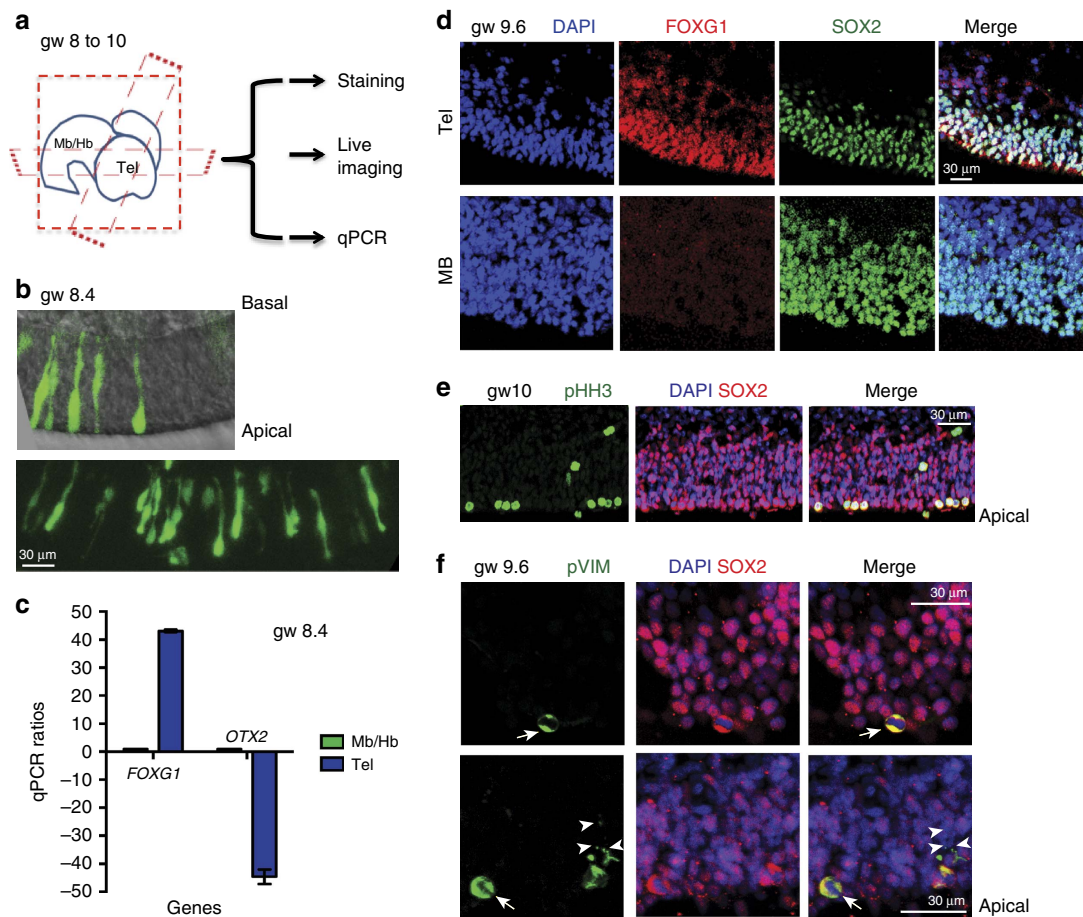 a
gw 8 to 10
Mb/Hb
Tel
Staining
Live
imaging
qPCR
b
gw 8.4
Basal
Apical
30 μm
c
gw 8.4
qPCR ratios
50
40
30
20
10
0
–10
–20
–30
–40
–50
FOXG1
OTX2
Mb/Hb
Tel
Genes
d
gw 9.6 DAPI FOXG1 SOX2 Merge
Tel
30 μm
MB
e
gw10 pHH3 DAPI SOX2 Merge
30 μm
Apical
f
gw 9.6 pVIM DAPI SOX2 Merge
30 μm
30 μm
Apical